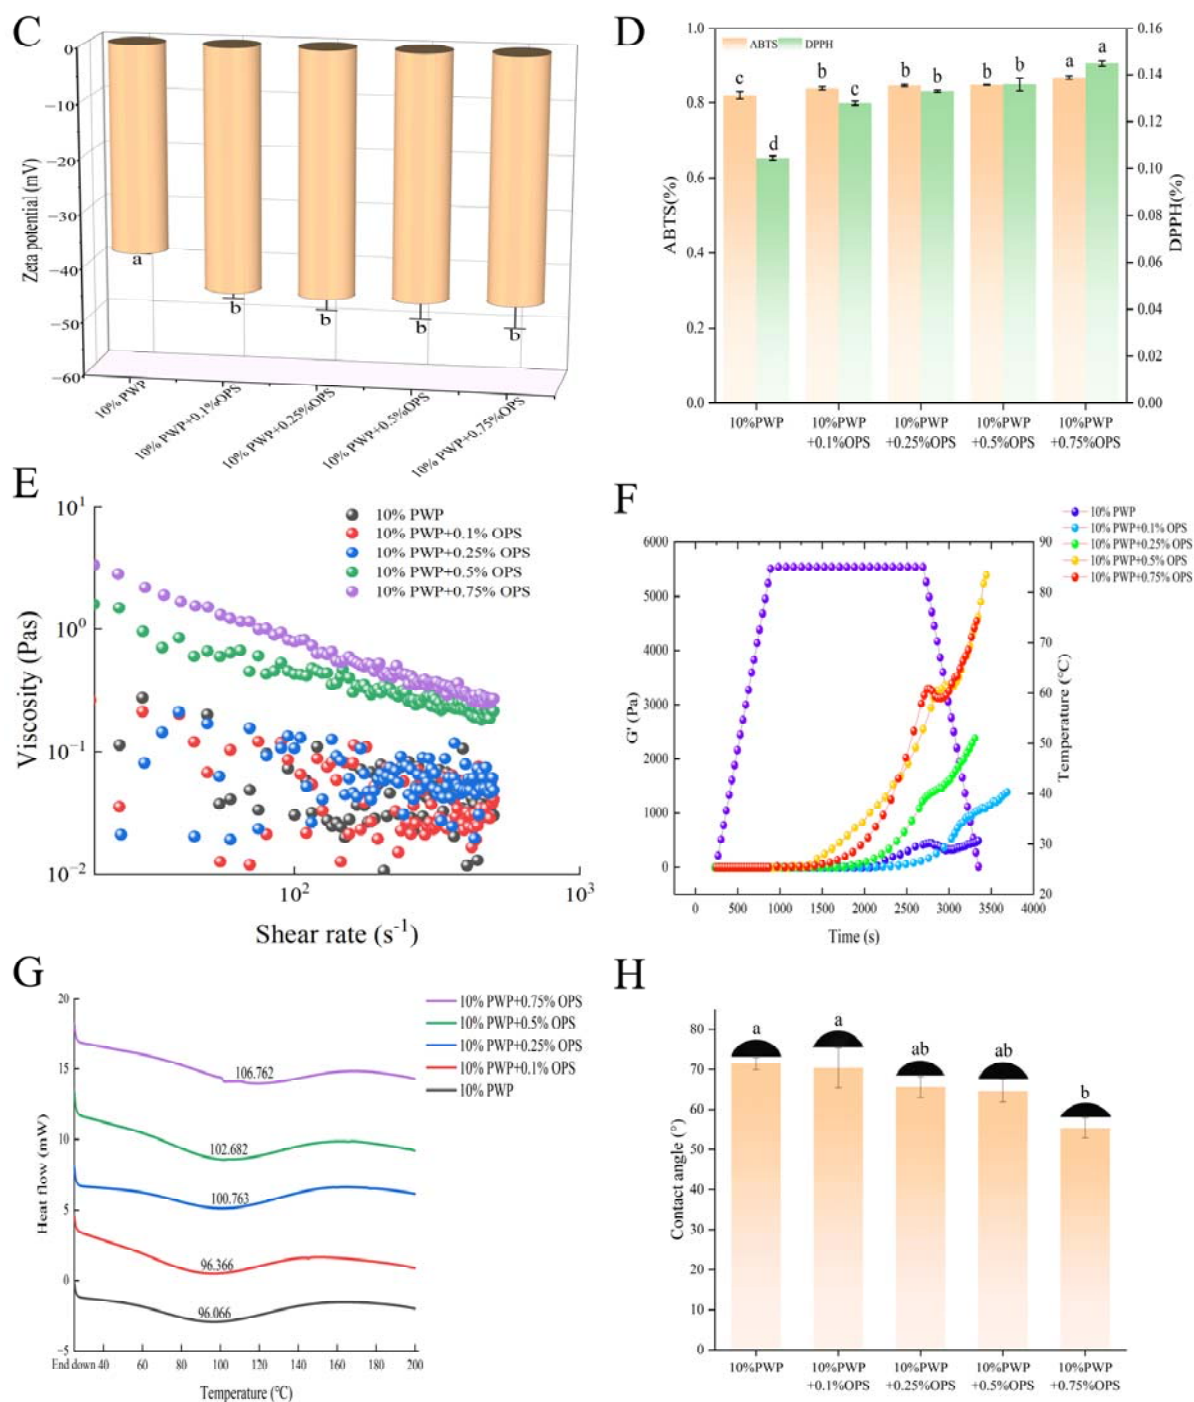 C
0
−10
−20
−30
−40
−50
−60
Zeta potential (mV)
a
b
b
b
b
10% PWP
10% PWP+0.1%OPS
10% PWP+0.25%OPS
10% PWP+0.5%OPS
10% PWP+0.75%OPS
D
ABTS DPPH
1.0
0.8
0.6
0.4
0.2
0.0
ABTS(%)
c d b c b b b b a a
0.16
0.14
0.12
0.10
0.08
0.06
0.04
0.02
0.00
DPPH(%)
10%PWP 10%PWP 10%PWP 10%PWP 10%PWP
+0.1%OPS +0.25%OPS +0.5%OPS +0.75%OPS
E
10¹
10⁰
10⁻¹
10⁻²
Viscosity (Pas)
10% PWP
10% PWP+0.1% OPS
10% PWP+0.25% OPS
10% PWP+0.5% OPS
10% PWP+0.75% OPS
10² 10³
Shear rate (s⁻¹)
F
10% PWP
10% PWP+0.1% OPS
10% PWP+0.25% OPS
10% PWP+0.5% OPS
10% PWP+0.75% OPS
6000
5000
4000
3000
2000
1000
0
G' (Pa)
90
80
70
60
50
40
30
20
Temperature (℃)
0 500 1000 1500 2000 2500 3000 3500 4000
Time (s)
G
20
15
10
5
0
−5
Heat flow (mW)
10% PWP+0.75% OPS
10% PWP+0.5% OPS
10% PWP+0.25% OPS
10% PWP+0.1% OPS
10% PWP
106.762
102.682
100.763
96.366
96.066
End down 40 60 80 100 120 140 160 180 200
Temperature (℃)
H
80
70
60
50
40
30
20
10
0
Contact angle (°)
a a ab ab b
10%PWP 10%PWP 10%PWP 10%PWP 10%PWP
+0.1%OPS +0.25%OPS +0.5%OPS +0.75%OPS